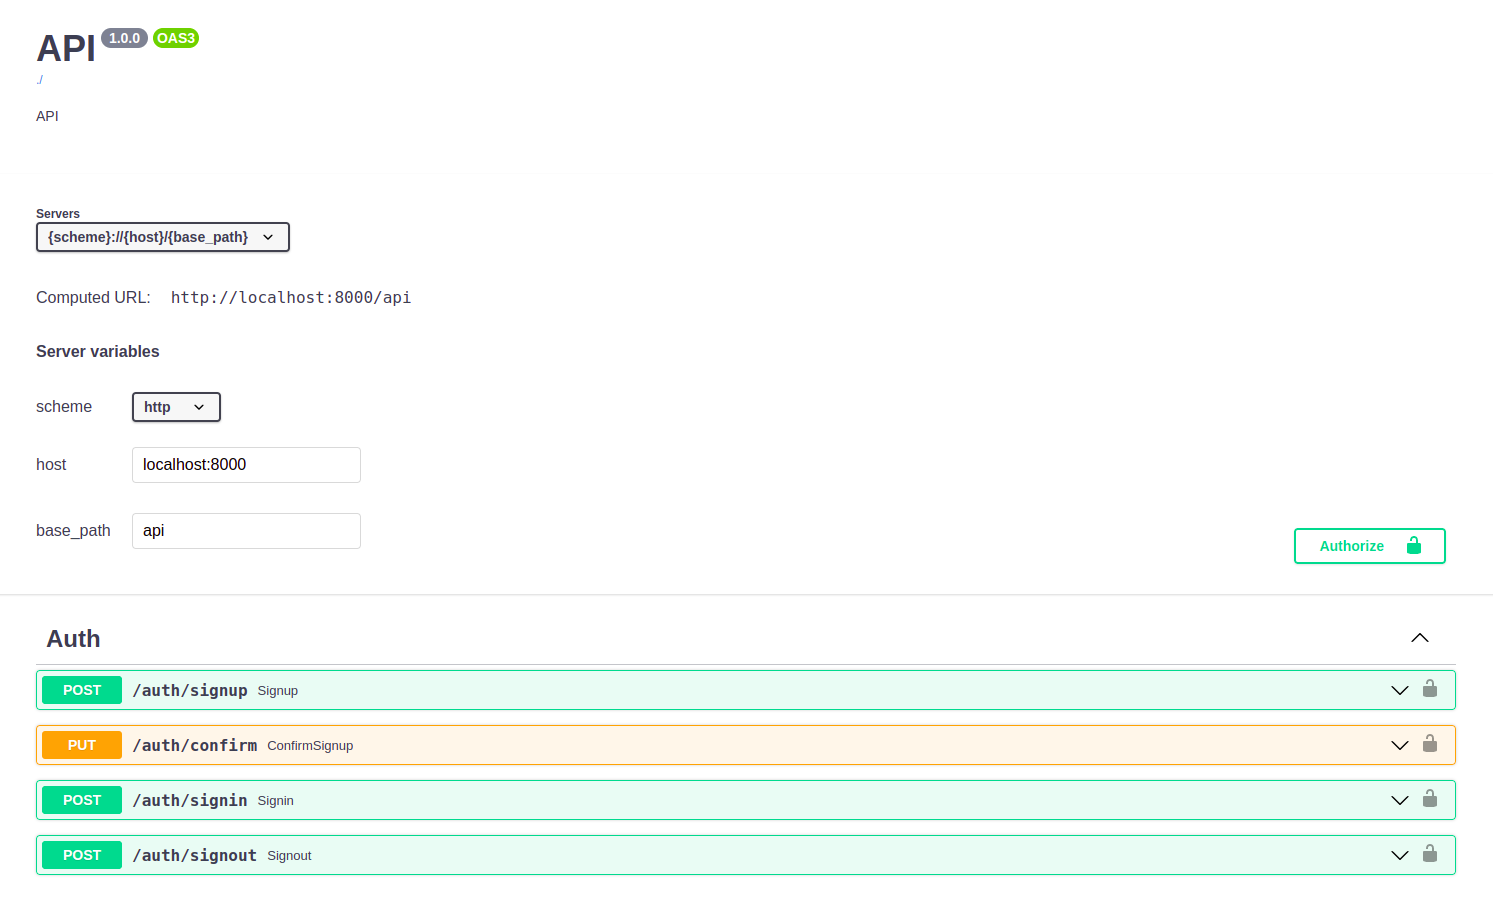 API 1.0.0 OAS3
./
API
Servers
{scheme}://{host}/{base_path}
Computed URL: http://localhost:8000/api
Server variables
scheme http
host localhost:8000
base_path api
Authorize
Auth
POST /auth/signup Signup
PUT /auth/confirm ConfirmSignup
POST /auth/signin Signin
POST /auth/signout Signout